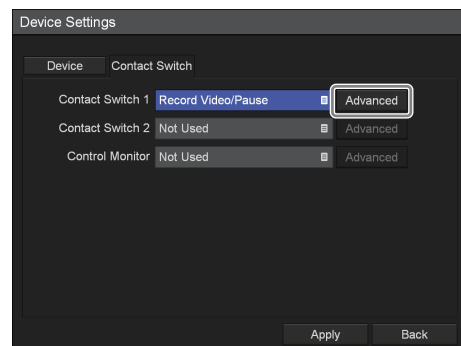 Device Settings
Device Contact Switch
Contact Switch 1 Record Video/Pause Advanced
Contact Switch 2 Not Used Advanced
Control Monitor Not Used Advanced
Apply Back